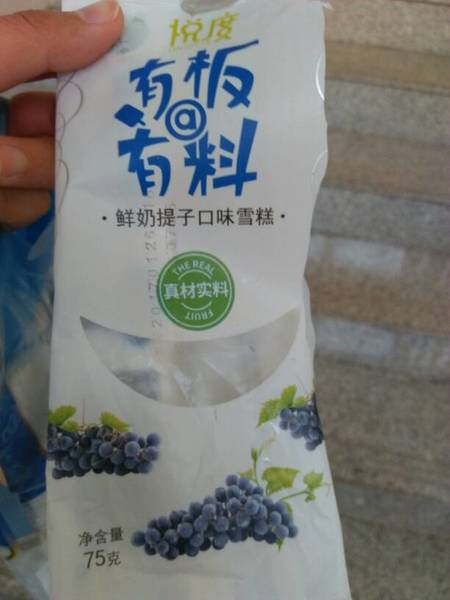 悦度
有板
@
有料
·鲜奶提子口味雪糕·
THE REAL
真材实料
FRUIT
净含量
75克